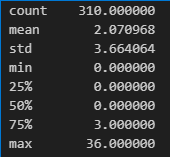 count    310.000000
mean       2.070968
std        3.664064
min        0.000000
25%        0.000000
50%        0.000000
75%        3.000000
max       36.000000